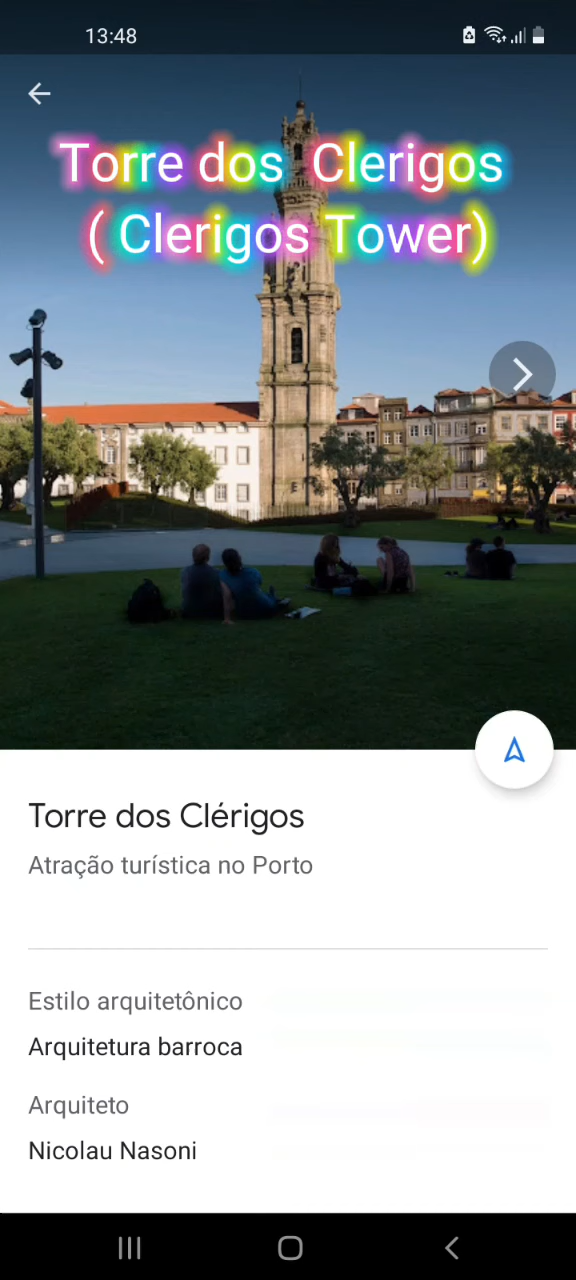 13:48
Torre dos Clerigos
( Clerigos Tower)
Torre dos Clérigos
Atração turística no Porto
Estilo arquitetônico
Arquitetura barroca
Arquiteto
Nicolau Nasoni